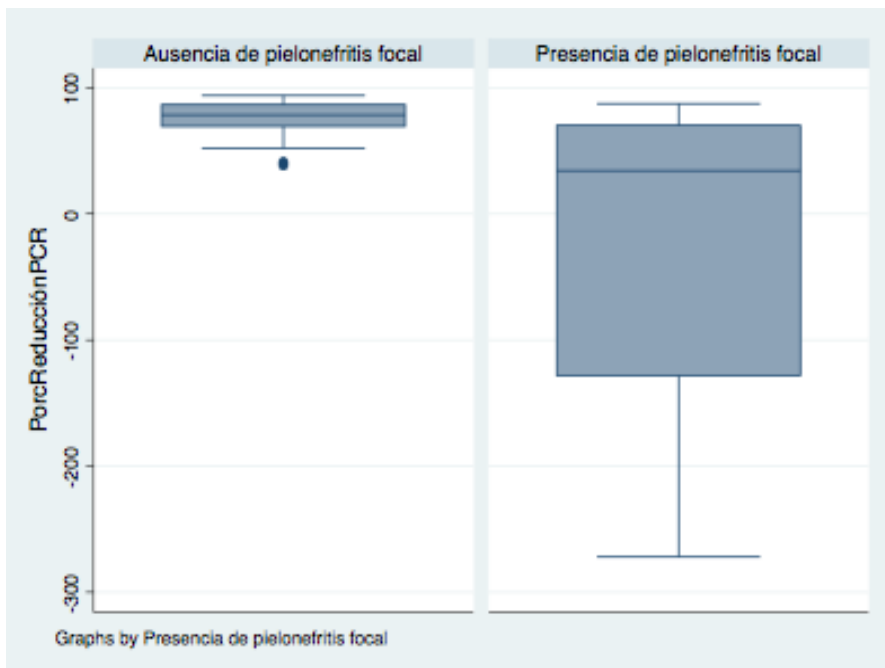 Ausencia de pielonefritis focal
Presencia de pielonefritis focal
PorcReducciónPCR
100
0
-100
-200
-300
Graphs by Presencia de pielonefritis focal